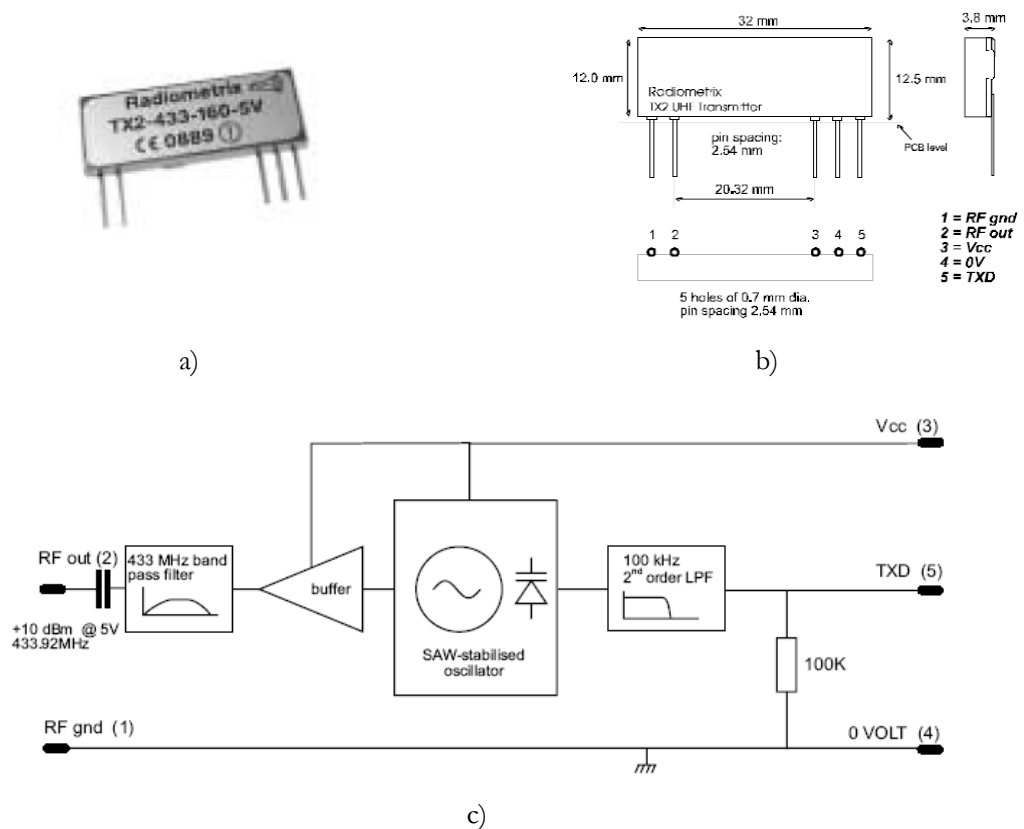 Radiometrix
TX2-433-160-5V
CE 0889 1
a)
32 mm
3.8 mm
12.0 mm
12.5 mm
Radiometrix
TX2 UHF Transmitter
pin spacing:
2.54 mm
PCB level
20.32 mm
1 2 3 4 5
1 = RF gnd
2 = RF out
3 = Vcc
4 = 0V
5 = TXD
5 holes of 0.7 mm dia.
pin spacing 2.54 mm
b)
Vcc (3)
RF out (2)
433 MHz band
pass filter
buffer
100 kHz
2nd order LPF
TXD (5)
+10 dBm @ 5V
433.92MHz
SAW-stabilised
oscillator
100K
RF gnd (1)
0 VOLT (4)
c)